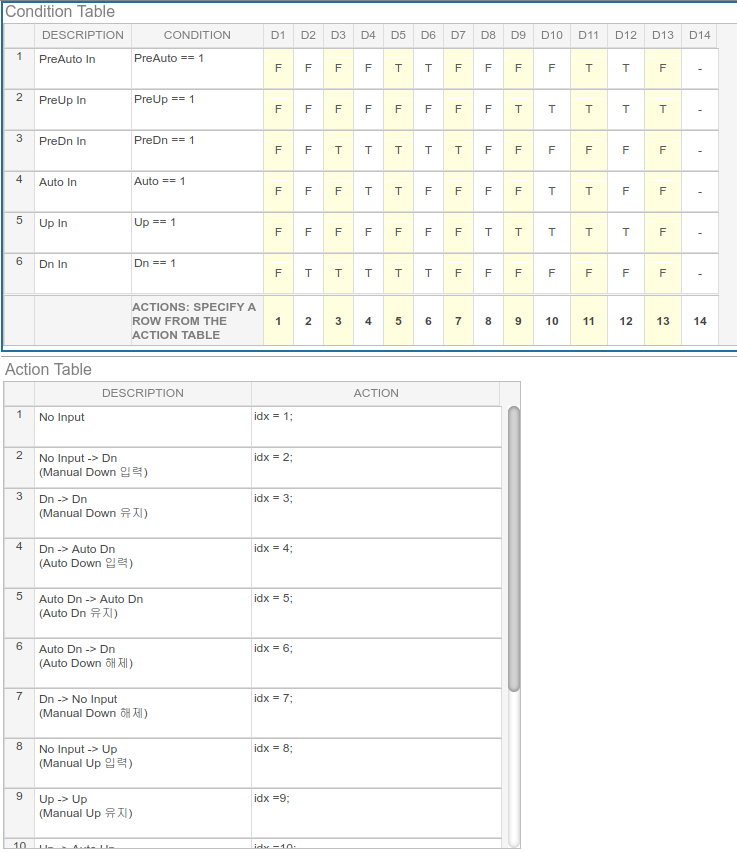 Condition Table
DESCRIPTION CONDITION D1 D2 D3 D4 D5 D6 D7 D8 D9 D10 D11 D12 D13 D14
1 PreAuto In PreAuto == 1 F F F F T T F F F F T T F -
2 PreUp In PreUp == 1 F F F F F F F F T T T T T -
3 PreDn In PreDn == 1 F F T T T T T F F F F F F -
4 Auto In Auto == 1 F F F T T F F F F T T F F -
5 Up In Up == 1 F F F F F F F T T T T T F -
6 Dn In Dn == 1 F T T T T T F F F F F F F -
ACTIONS: SPECIFY A
ROW FROM THE
ACTION TABLE
1 2 3 4 5 6 7 8 9 10 11 12 13 14
Action Table
DESCRIPTION ACTION
1 No Input idx = 1;
2 No Input -> Dn idx = 2;
(Manual Down 입력)
3 Dn -> Dn idx = 3;
(Manual Down 유지)
4 Dn -> Auto Dn idx = 4;
(Auto Down 입력)
5 Auto Dn -> Auto Dn idx = 5;
(Auto Dn 유지)
6 Auto Dn -> Dn idx = 6;
(Auto Down 해제)
7 Dn -> No Input idx = 7;
(Manual Down 해제)
8 No Input -> Up idx = 8;
(Manual Up 입력)
9 Up -> Up idx =9;
(Manual Up 유지)
10 Up -> Auto Up idx =10;